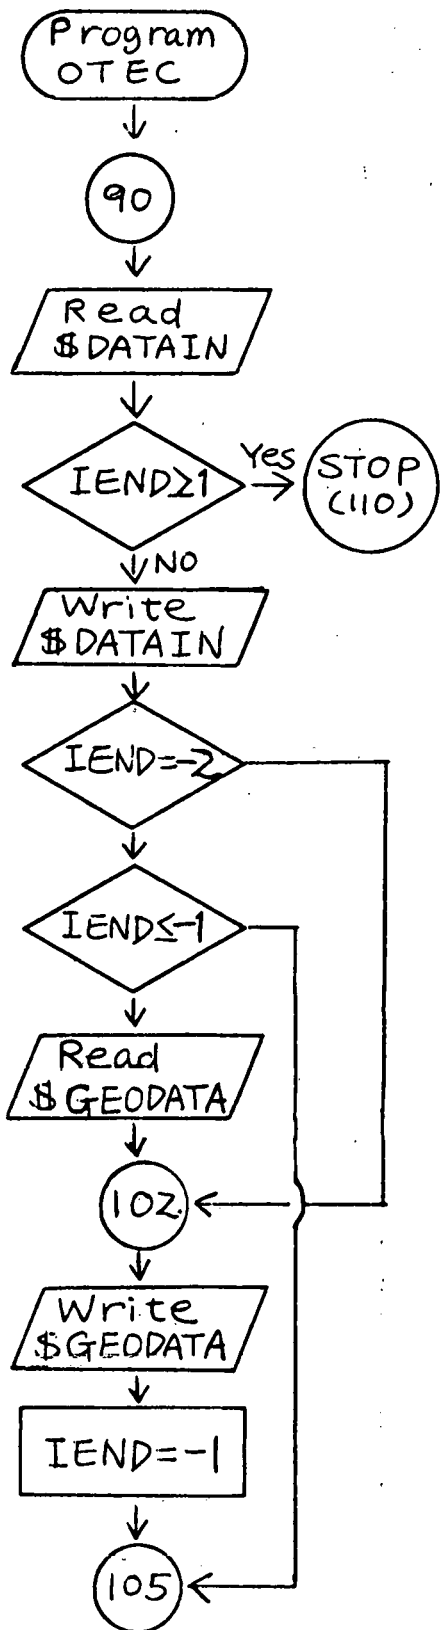 Program
OTEC
90
Read
$DATAIN
IEND≥1
Yes
STOP
(110)
NO
Write
$DATAIN
IEND=-2
IEND≤-1
Read
$GEODATA
102
Write
$GEODATA
IEND=-1
105